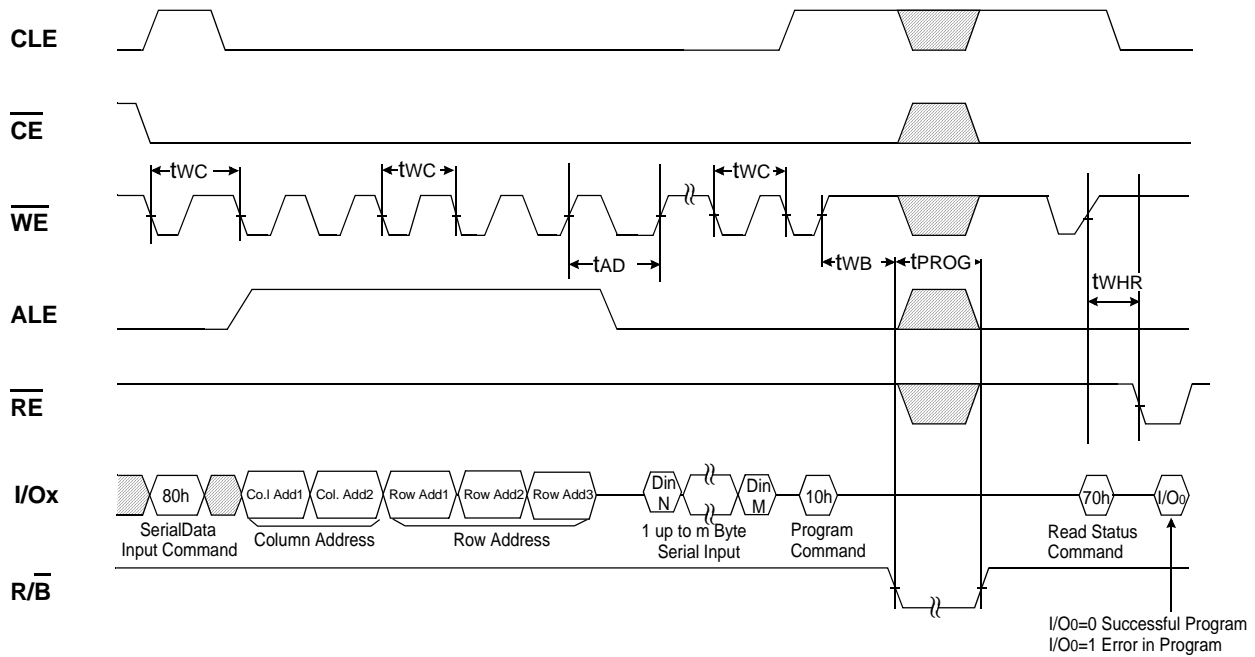 CLE
CE
tWC
tWC
tWC
WE
tAD
tWB
tPROG
tWHR
ALE
RE
I/Ox
80h
Co.l Add1
Col. Add2
Row Add1
Row Add2
Row Add3
Din
N
Din
M
10h
70h
I/O0
SerialData
Input Command
Column Address
Row Address
1 up to m Byte
Serial Input
Program
Command
Read Status
Command
R/B
I/O0=0 Successful Program
I/O0=1 Error in Program